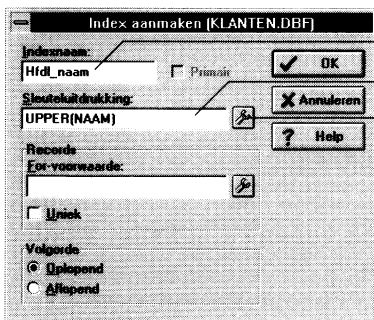 Index aanmaken (KLANTEN.DBF)
Indexnaam:
Hfdl_naam
Primair
OK
Sleuteluitdrukking:
Annuleren
UPPER(NAAM)
Help
Records
For-voorwaarde:
Uniek
Volgorde
Oplopend
Aflopend